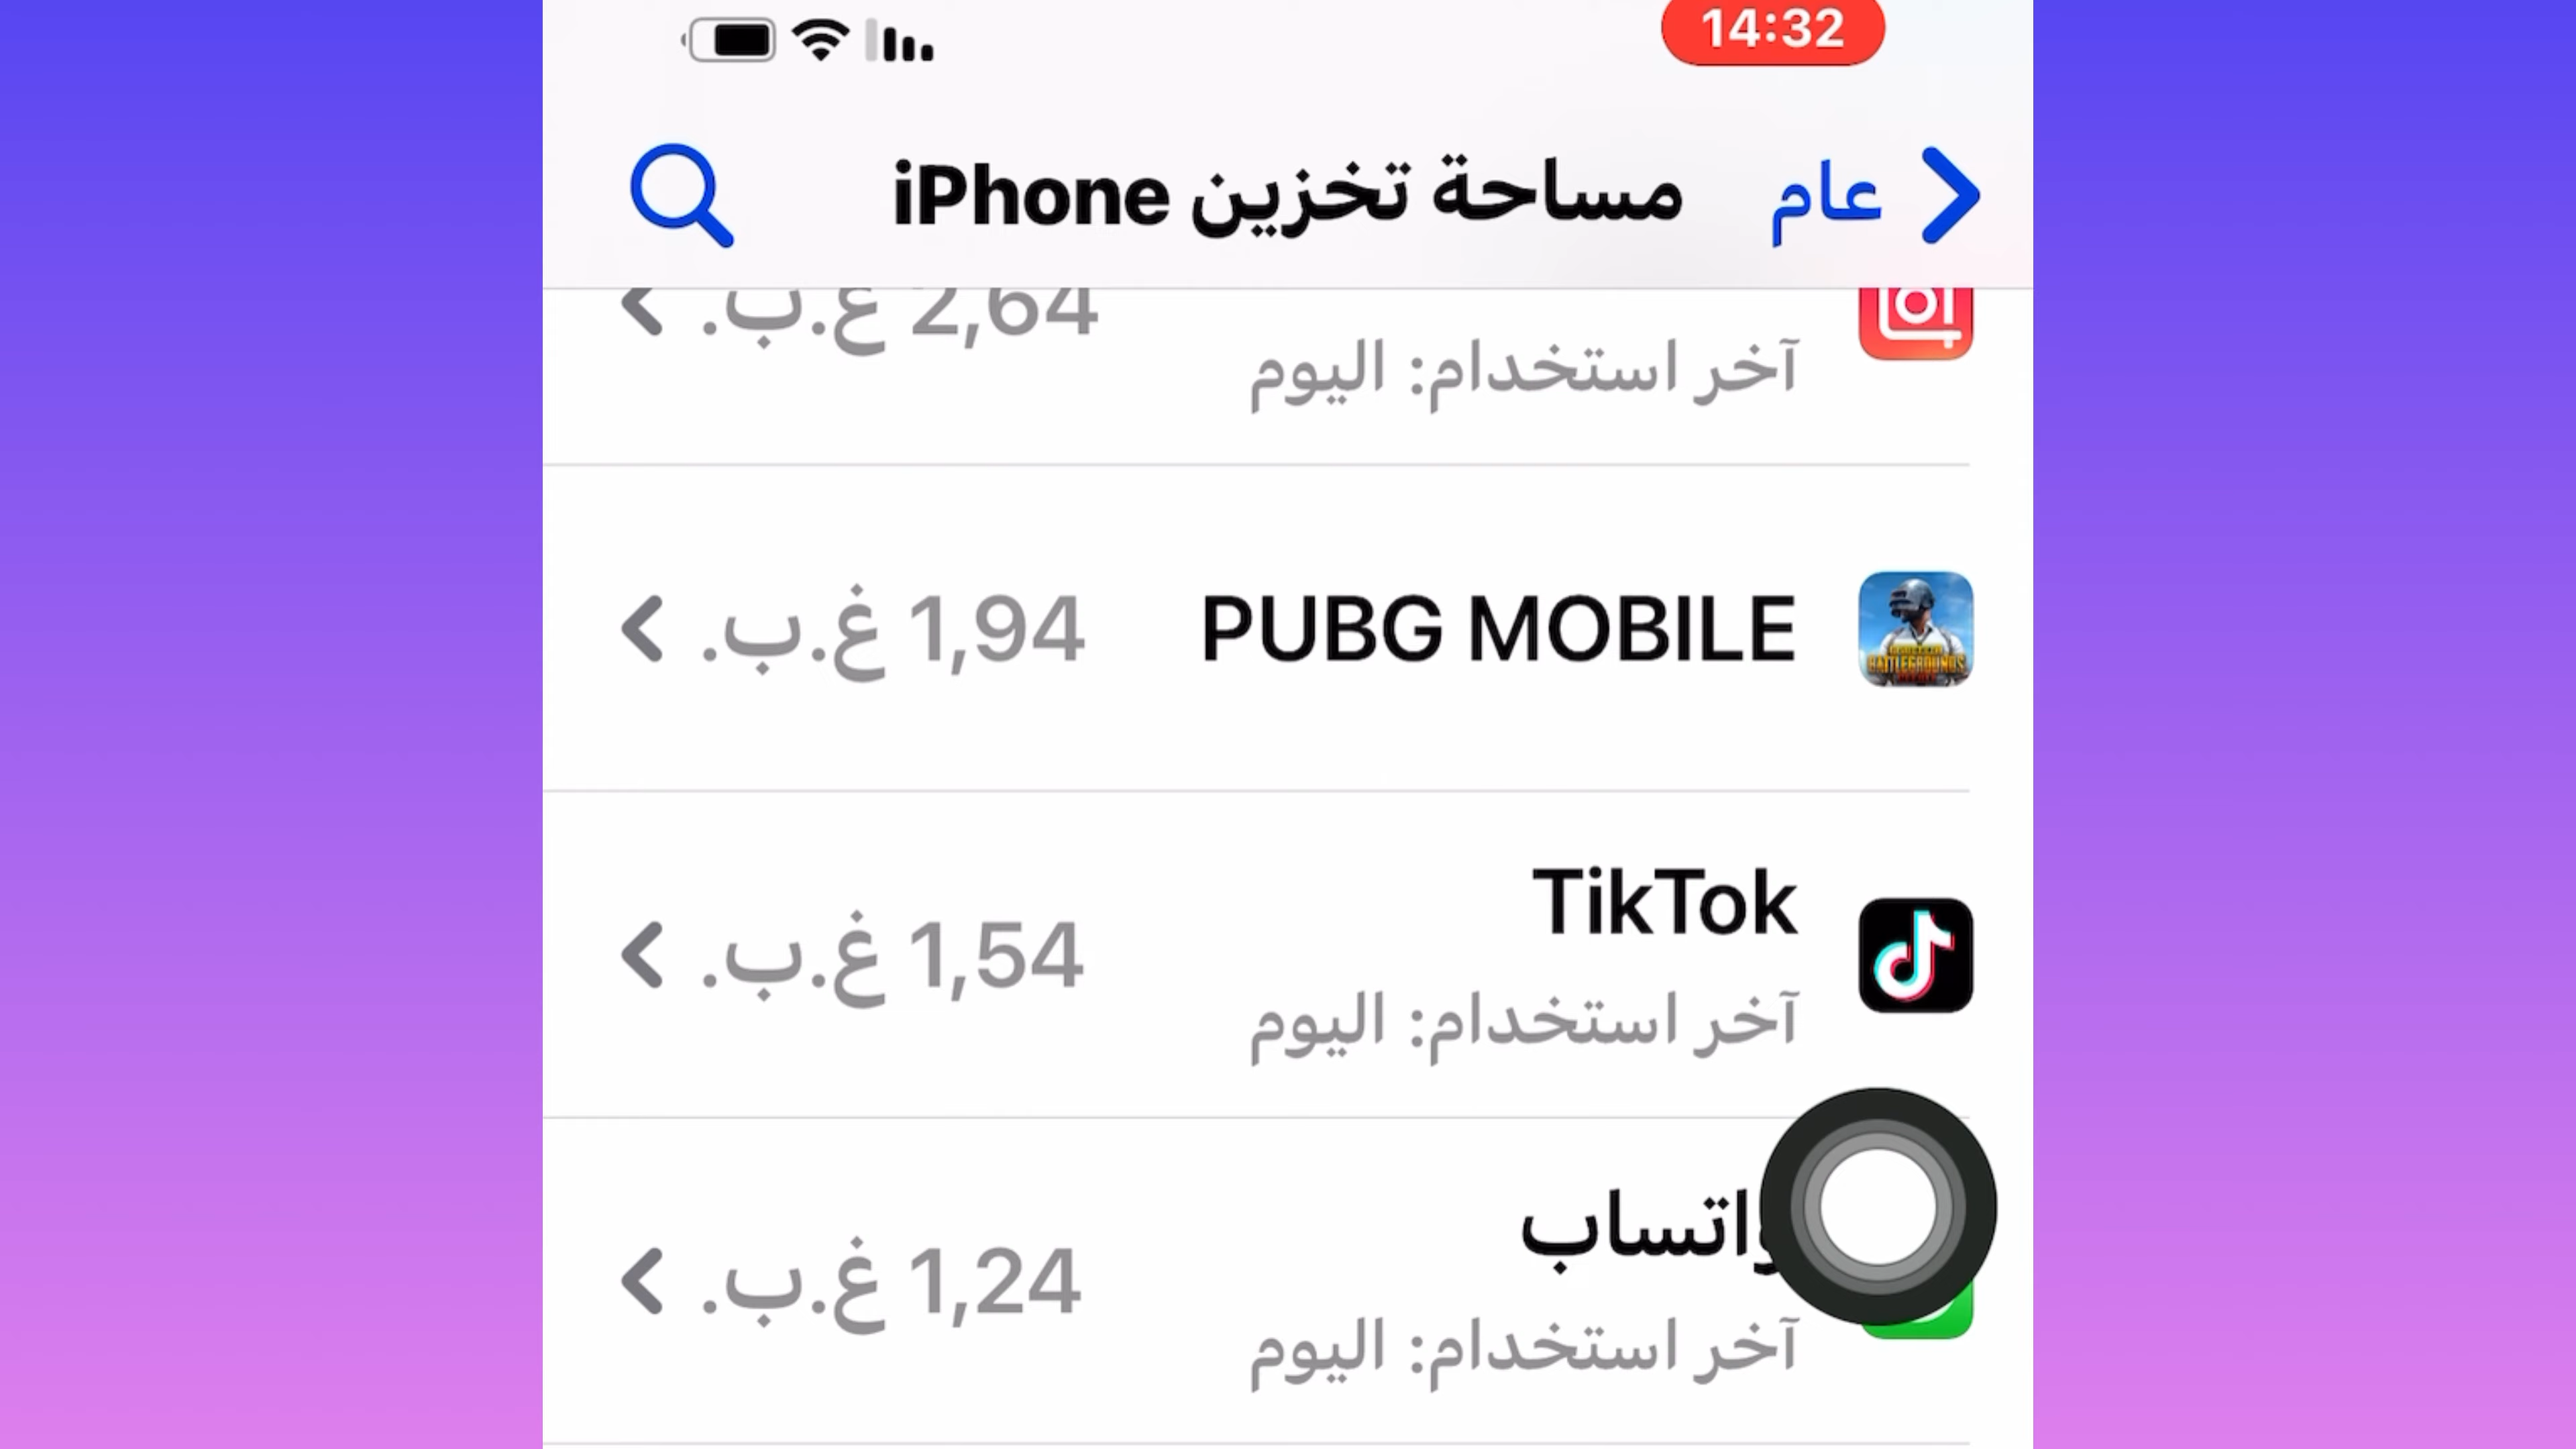 14:32
عام
مساحة تخزين iPhone
2,64 غ.ب.
آخر استخدام: اليوم
PUBG MOBILE
1,94 غ.ب.
BATTLEGROUNDS
TikTok
1,54 غ.ب.
آخر استخدام: اليوم
واتساب
1,24 غ.ب.
آخر استخدام: اليوم